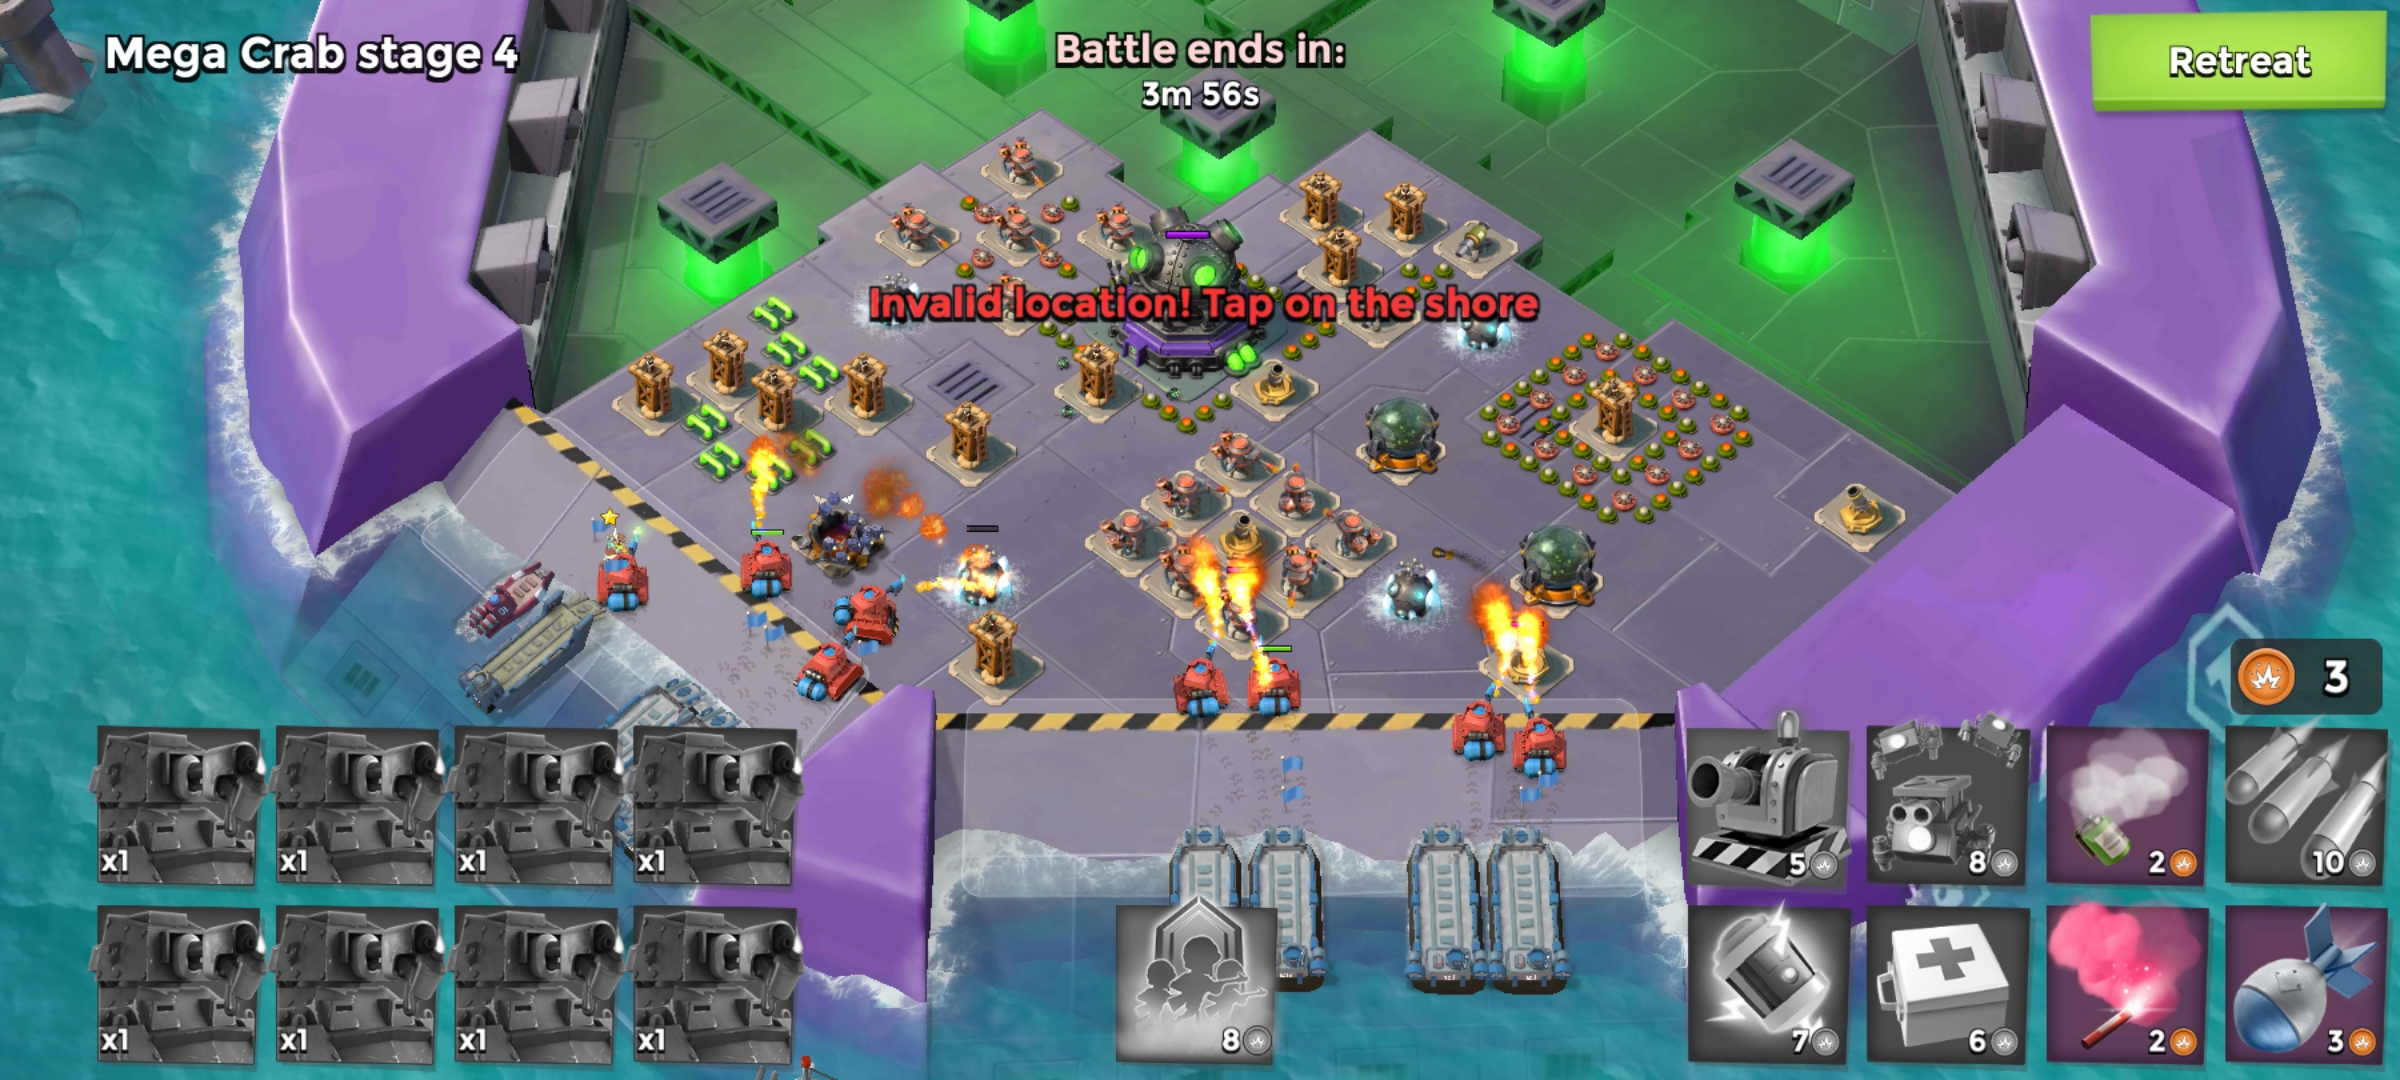 Mega Crab stage 4
Battle ends in:
3m 56s
Retreat
Invalid location! Tap on the shore
3
x1
x1
x1
x1
5
8
2
10
x1
x1
x1
x1
8
7
6
2
3